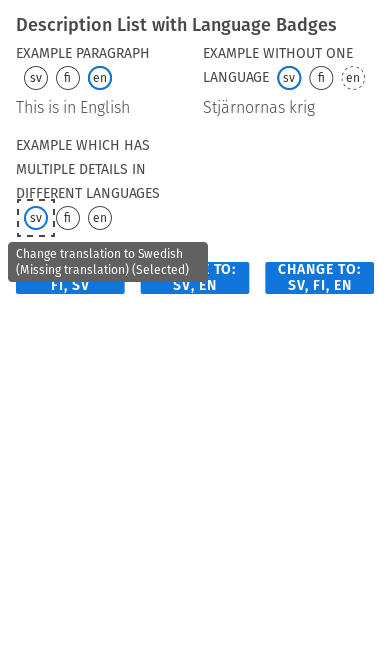 Description List with Language Badges
EXAMPLE PARAGRAPH
sv fi en
This is in English
EXAMPLE WITHOUT ONE
LANGUAGE sv fi en
Stjärnornas krig
EXAMPLE WHICH HAS
MULTIPLE DETAILS IN
DIFFERENT LANGUAGES
sv fi en
Change translation to Swedish
(Missing translation) (Selected)
FI, SV
TO:
SV, EN
CHANGE TO:
SV, FI, EN